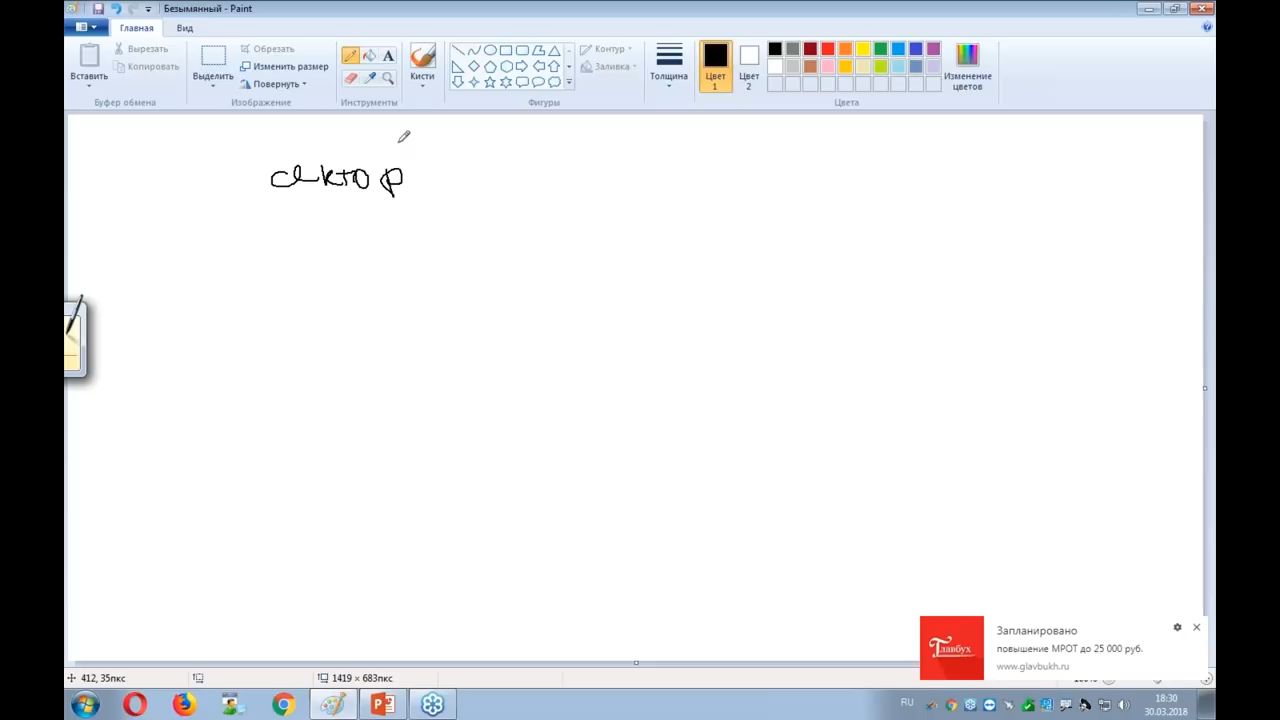 Безымянный - Paint
Главная
Вид
Вставить
Вырезать
Копировать
Буфер обмена
Выделить
Обрезать
Изменить размер
Повернуть
Изображение
A
Инструменты
Кисти
Контур
Заливка
Фигуры
Толщина
Цвет
1
Цвет
2
Изменение
цветов
Цвета
сектор
Главбух
Запланировано
повышение МРОТ до 25 000 руб.
www.glavbukh.ru
412, 35пкс
1419 × 683пкс
RU
18:30
30.03.2018